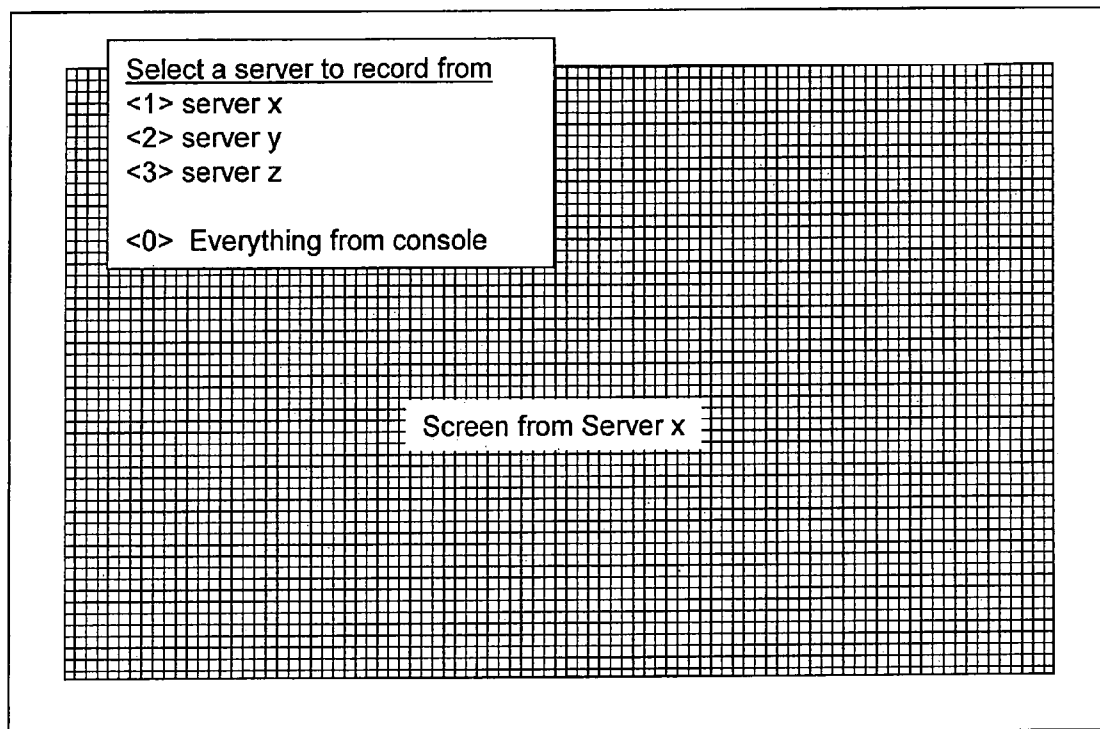 Select a server to record from
<1> server x
<2> server y
<3> server z
<0> Everything from console
Screen from Server x